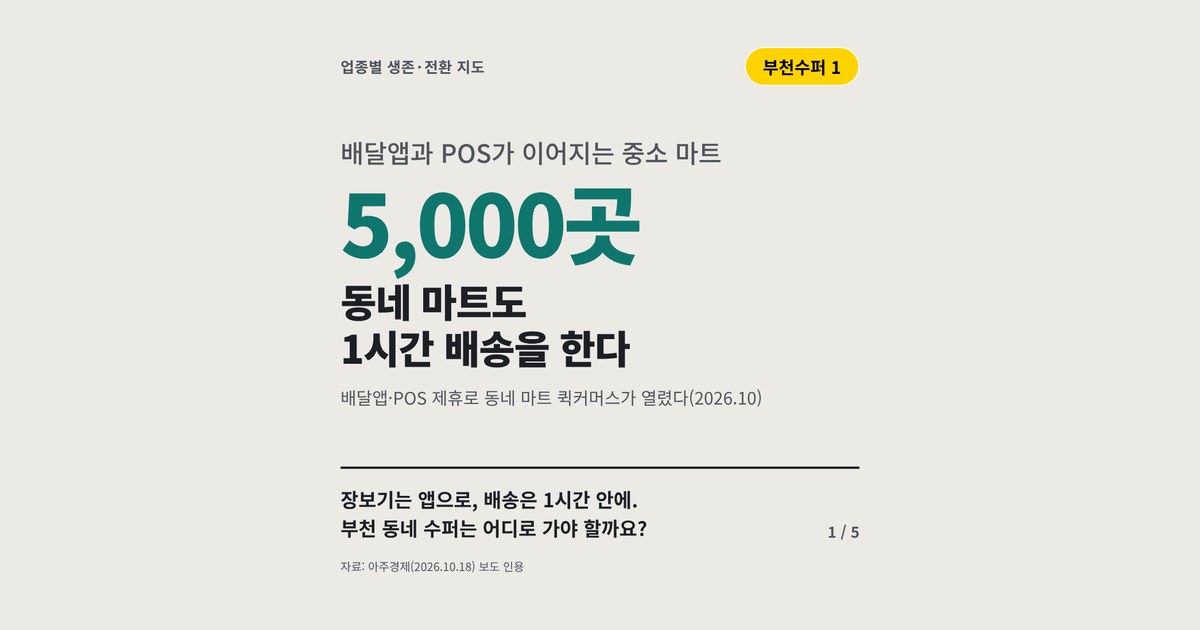 업종별 생존·전환 지도
부천수퍼 1
배달앱과 POS가 이어지는 중소 마트
5,000곳
동네 마트도
1시간 배송을 한다
배달앱·POS 제휴로 동네 마트 퀵커머스가 열렸다(2026.10)
장보기는 앱으로, 배송은 1시간 안에.
부천 동네 수퍼는 어디로 가야 할까요?
1 / 5
자료: 아주경제(2026.10.18) 보도 인용